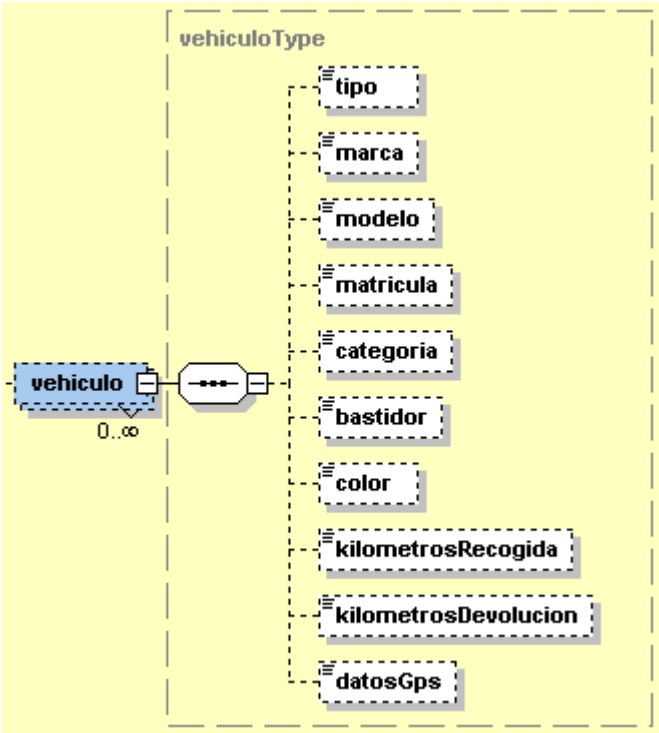 vehiculoType
tipo
marca
modelo
matricula
categoria
vehiculo
0..∞
bastidor
color
kilometrosRecogida
kilometrosDevolucion
datosGps